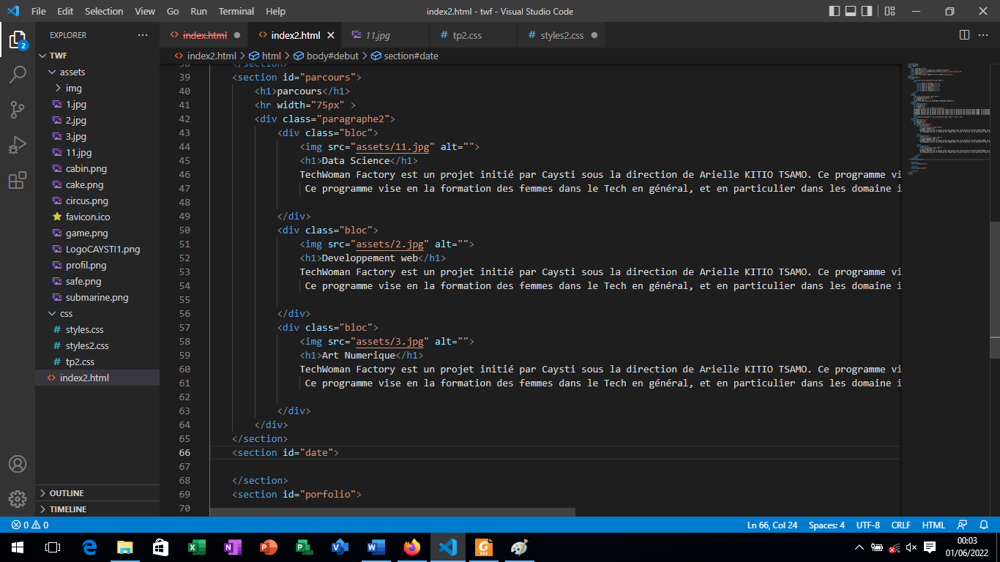 File Edit Selection View Go Run Terminal Help index2.html - twf - Visual Studio Code
EXPLORER ··· index.html index2.html 11.jpg # tp2.css # styles2.css ···
2
index2.html > html > body#debut > section#date
TWF
assets
img
1.jpg
2.jpg
3.jpg
11.jpg
cabin.png
cake.png
circus.png
favicon.ico
game.png
LogoCAYSTI1.png
profil.png
safe.png
submarine.png
css
# styles.css
# styles2.css
# tp2.css
index2.html
OUTLINE
TIMELINE
38 </section>
39 <section id="parcours">
40 <h1>parcours</h1>
41 <hr width="75px" >
42 <div class="paragraphe2">
43 <div class="bloc">
44 <img src="assets/11.jpg" alt="">
45 <h1>Data Science</h1>
46 TechWoman Factory est un projet initié par Caysti sous la direction de Arielle KITIO TSAMO. Ce programme vi
47 Ce programme vise en la formation des femmes dans le Tech en général, et en particulier dans les domaine i
48
49 </div>
50 <div class="bloc">
51 <img src="assets/2.jpg" alt="">
52 <h1>Developpement web</h1>
53 TechWoman Factory est un projet initié par Caysti sous la direction de Arielle KITIO TSAMO. Ce programme vi
54 Ce programme vise en la formation des femmes dans le Tech en général, et en particulier dans les domaine i
55
56 </div>
57 <div class="bloc">
58 <img src="assets/3.jpg" alt="">
59 <h1>Art Numerique</h1>
60 TechWoman Factory est un projet initié par Caysti sous la direction de Arielle KITIO TSAMO. Ce programme vi
61 Ce programme vise en la formation des femmes dans le Tech en général, et en particulier dans les domaine i
62
63 </div>
64 </div>
65 </section>
66 <section id="date">
67
68 </section>
69 <section id="porfolio">
70
0 0 Ln 66, Col 24 Spaces: 4 UTF-8 CRLF HTML
00:03
01/06/2022